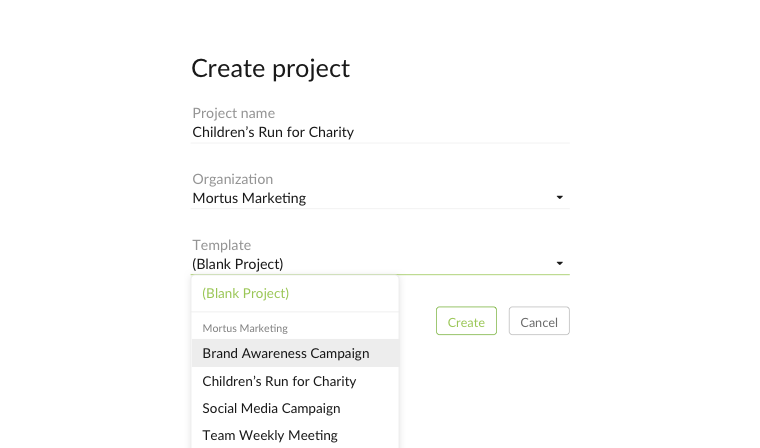 Create project
Project name
Children’s Run for Charity
Organization
Mortus Marketing
Template
(Blank Project)
(Blank Project)
Mortus Marketing
Brand Awareness Campaign
Children’s Run for Charity
Social Media Campaign
Team Weekly Meeting
Create
Cancel